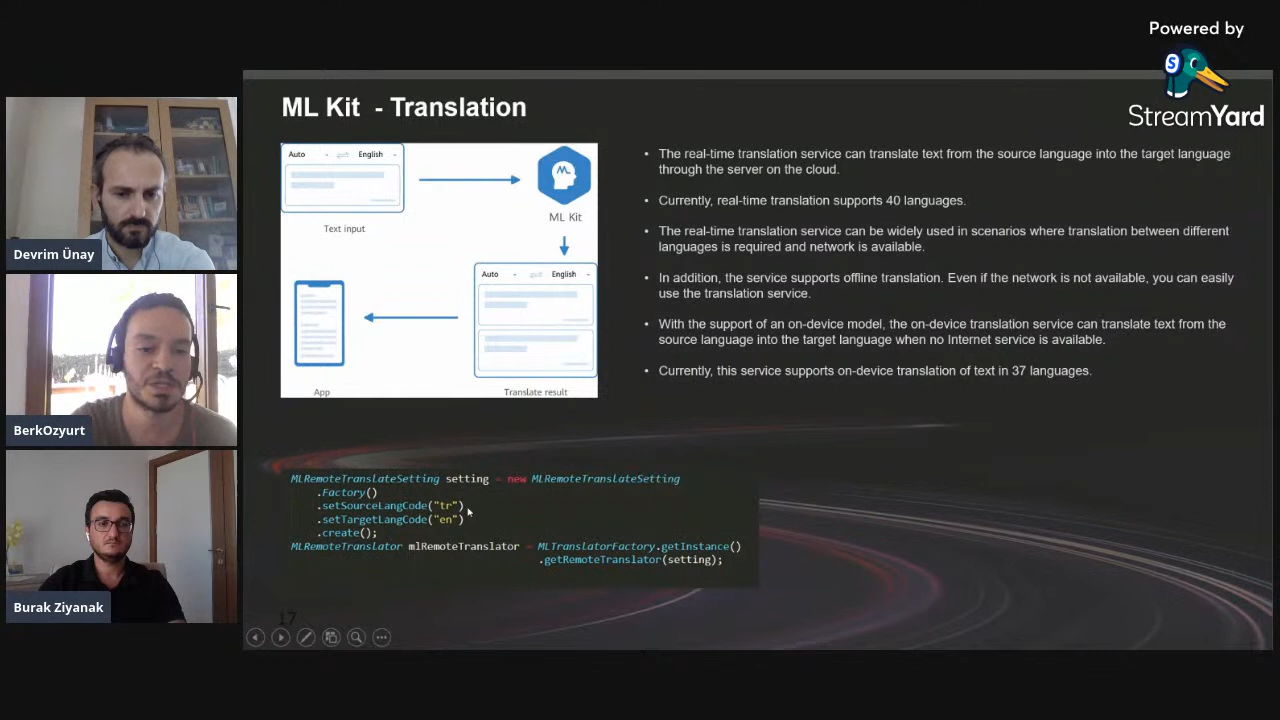 Powered by
S
StreamYard
ML Kit - Translation
Auto English
Text input
ML
ML Kit
Auto English
App
Translate result
• The real-time translation service can translate text from the source language into the target language
through the server on the cloud.
• Currently, real-time translation supports 40 languages.
• The real-time translation service can be widely used in scenarios where translation between different
languages is required and network is available.
• In addition, the service supports offline translation. Even if the network is not available, you can easily
use the translation service.
• With the support of an on-device model, the on-device translation service can translate text from the
source language into the target language when no Internet service is available.
• Currently, this service supports on-device translation of text in 37 languages.
MLRemoteTranslateSetting setting = new MLRemoteTranslateSetting
.Factory()
.setSourceLangCode("tr")
.setTargetLangCode("en")
.create();
MLRemoteTranslator mlRemoteTranslator = MLTranslatorFactory.getInstance()
.getRemoteTranslator(setting);
17
Devrim Ünay
BerkOzyurt
Burak Ziyanak